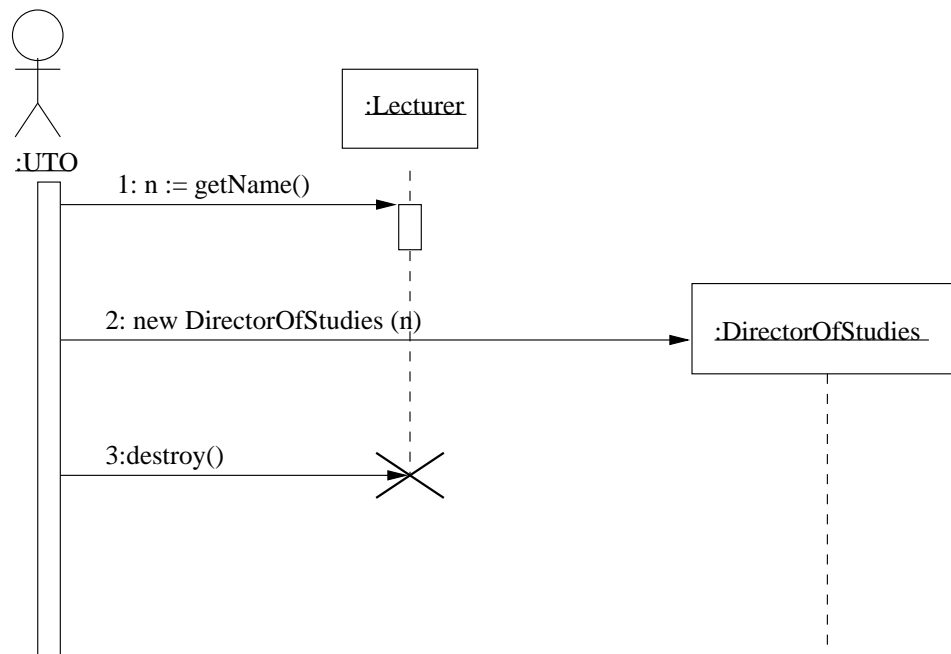 :Lecturer
:UTO
1: n := getName()
2: new DirectorOfStudies (n)
:DirectorOfStudies
3:destroy()